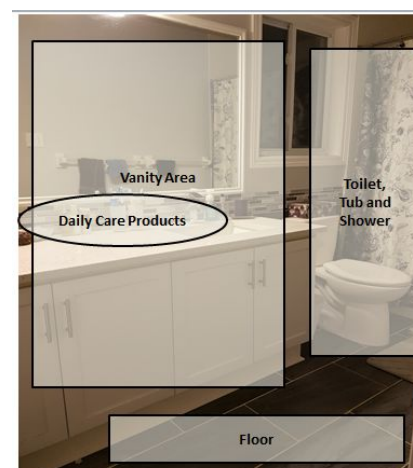 Vanity Area
Daily Care Products
Toilet,
Tub and
Shower
Floor